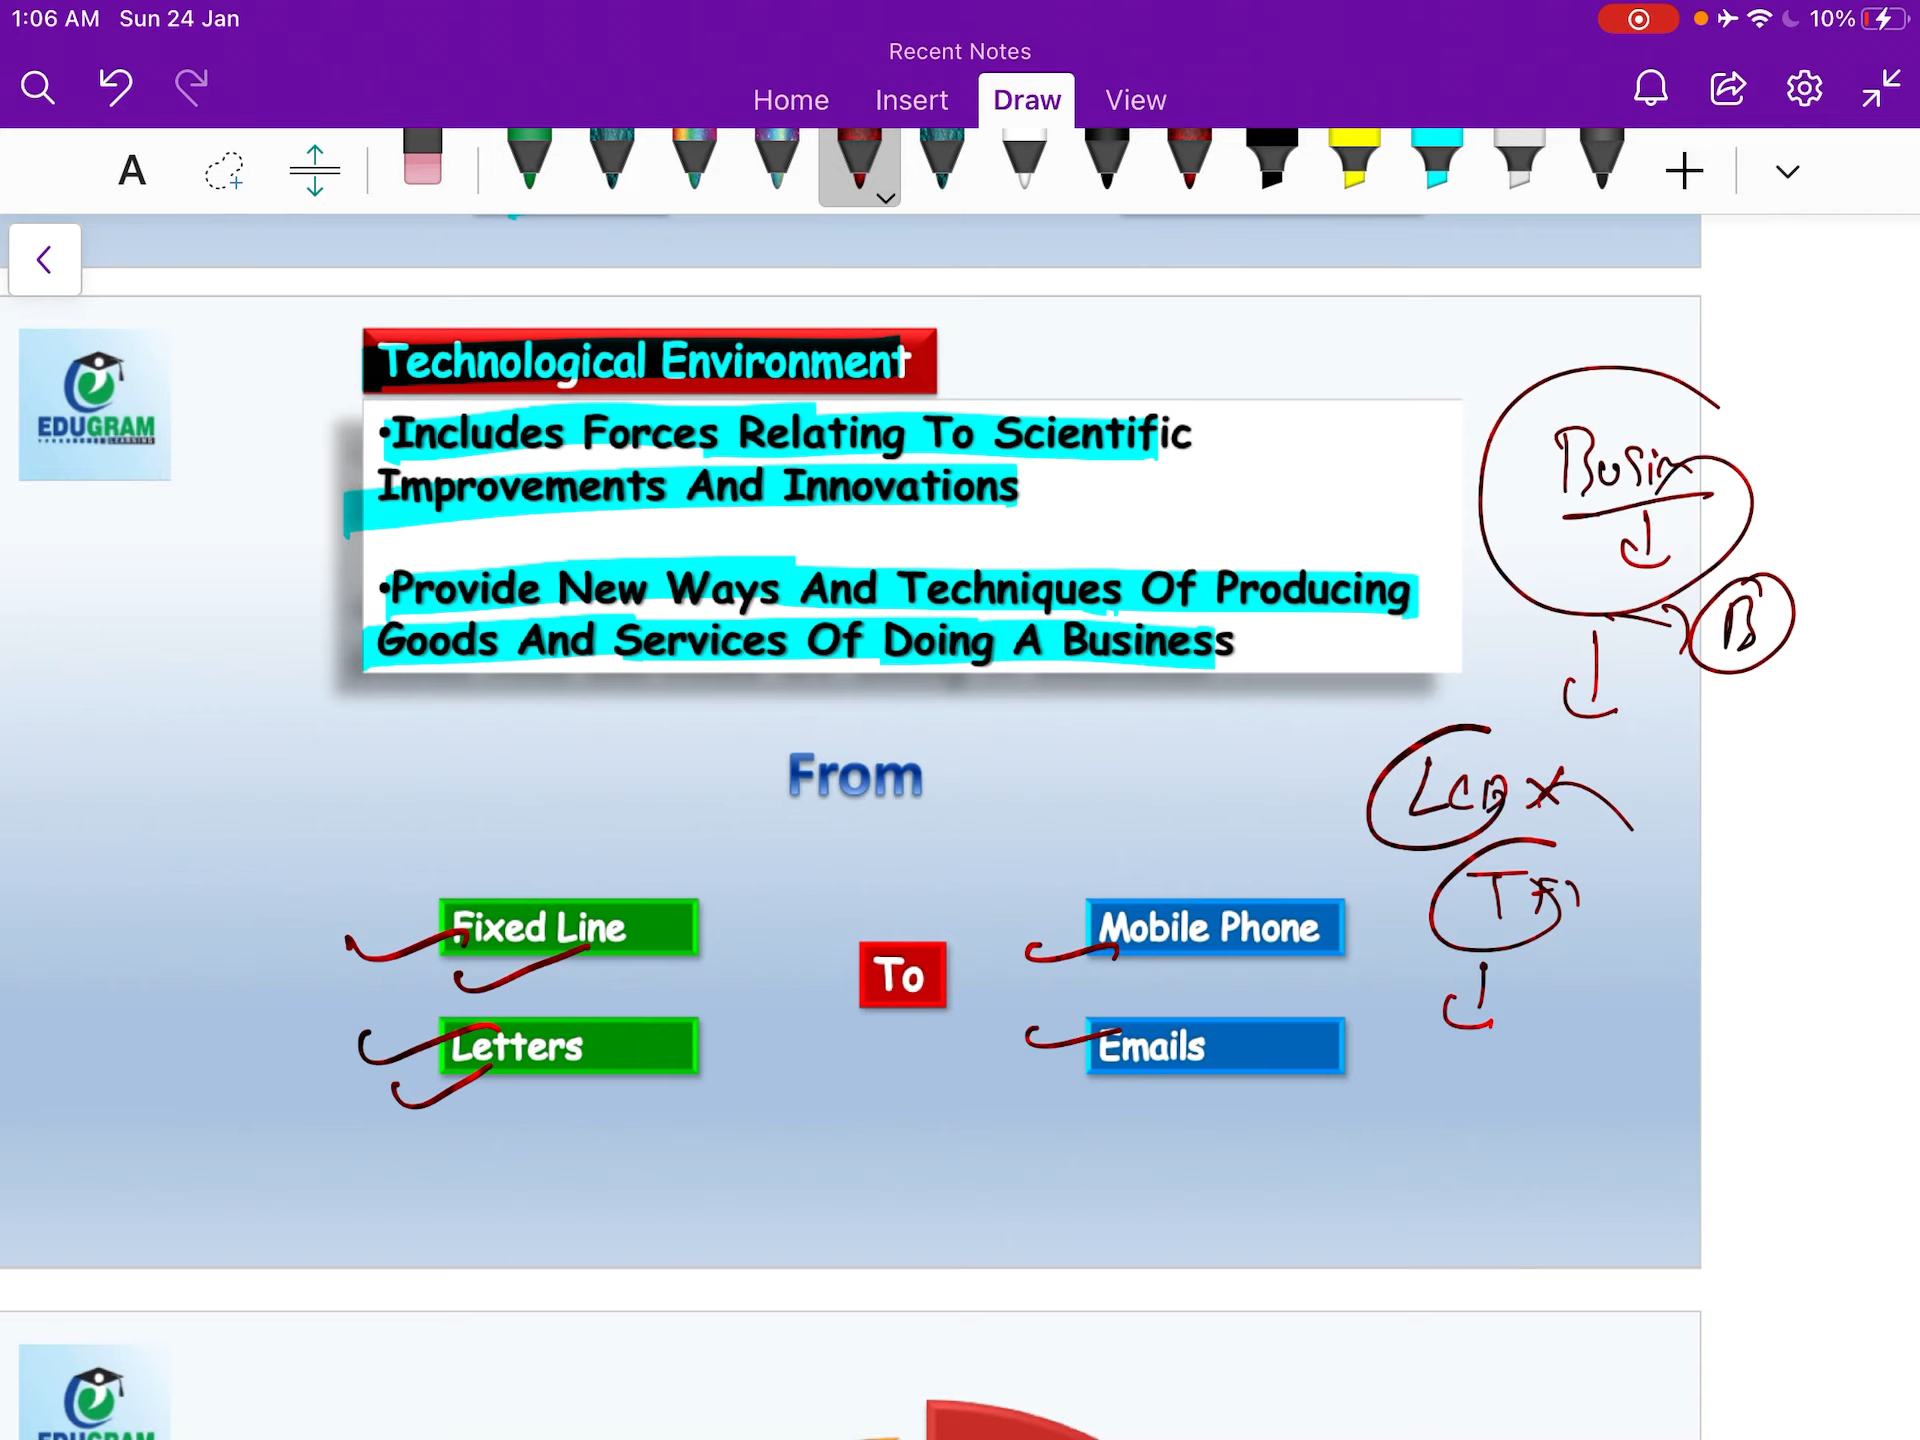 1:06 AM Sun 24 Jan
10%
Recent Notes
Home Insert Draw View
A
EDUGRAM
LEARNING
Technological Environment
•Includes Forces Relating To Scientific
Improvements And Innovations
•Provide New Ways And Techniques Of Producing
Goods And Services Of Doing A Business
B
From
Fixed Line
Mobile Phone
To
Letters
Emails
EDUGRAM